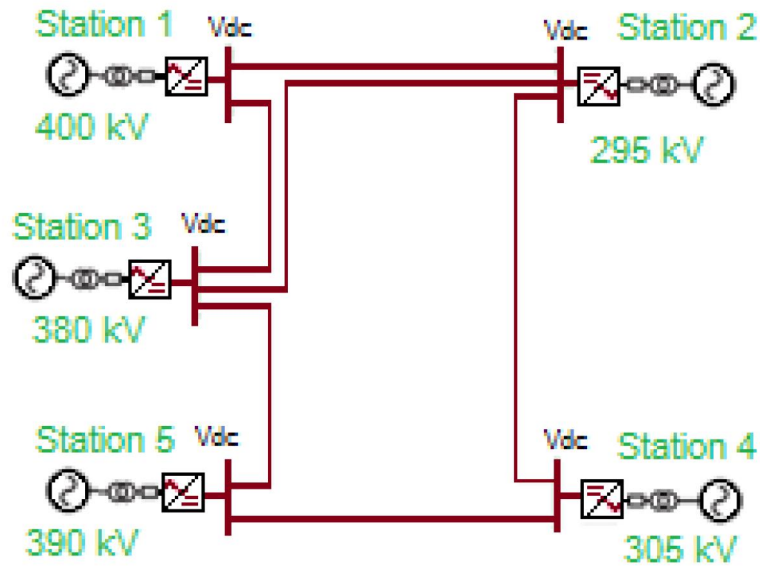 Station 1
Vdc
Vdc
Station 2
400 kV
295 kV
Station 3
Vdc
380 kV
Station 5
Vdc
Vdc
Station 4
390 kV
305 kV